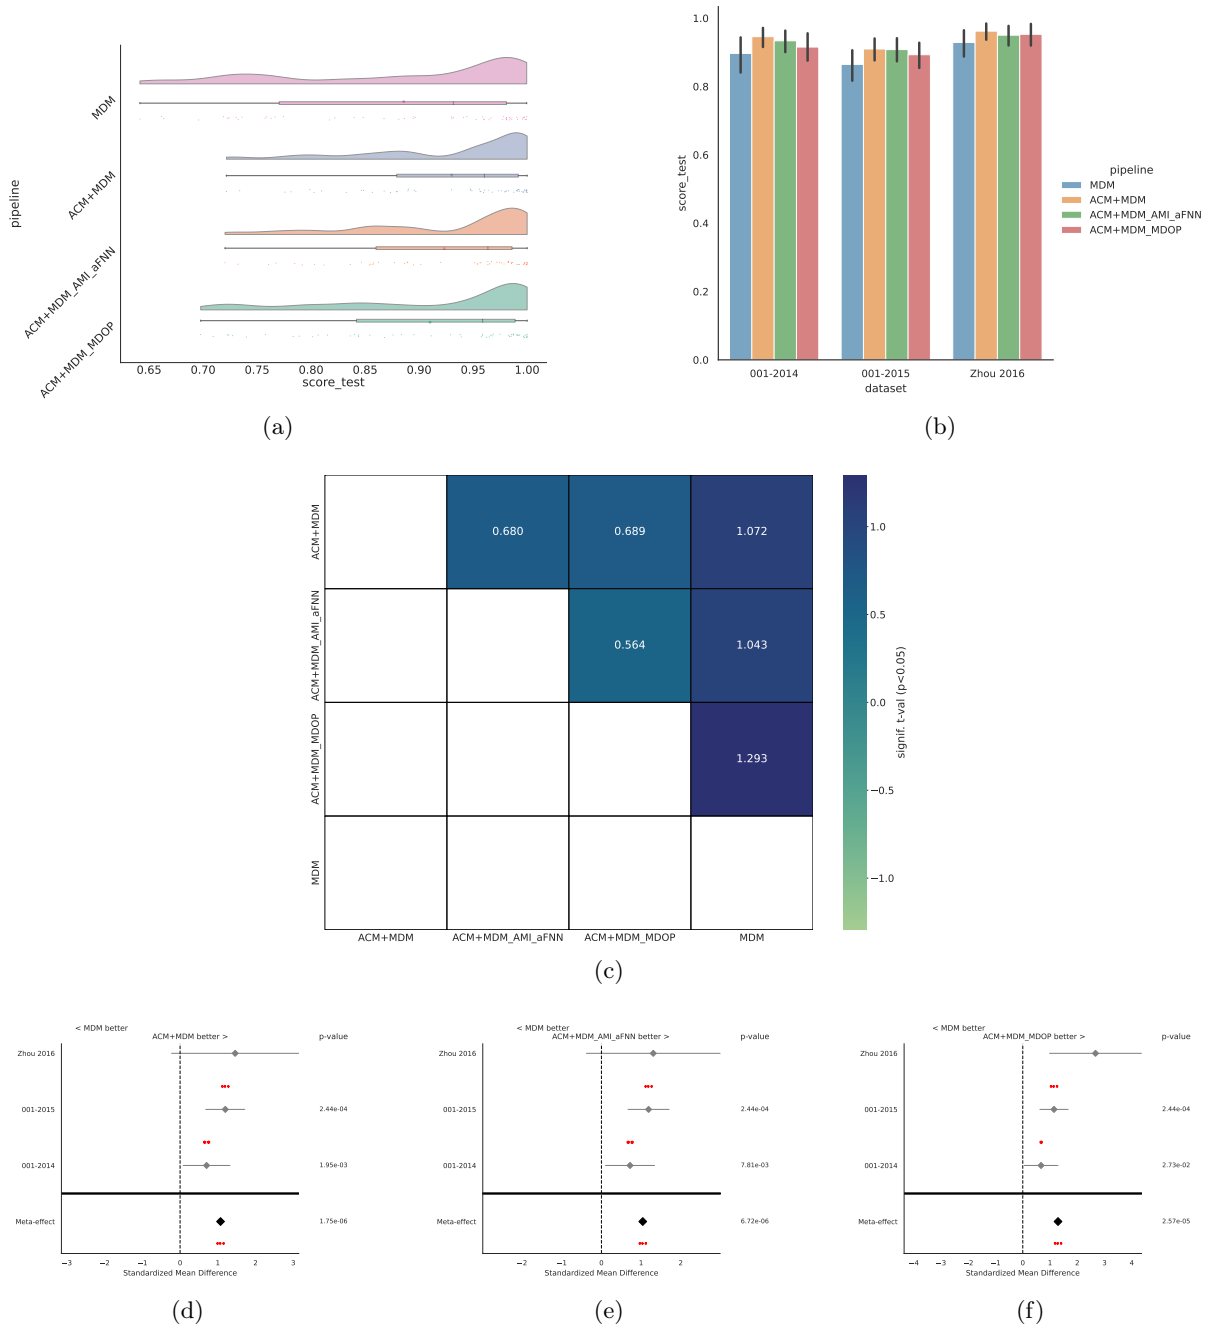 pipeline
MDM
ACM+MDM
ACM+MDM_AMI_aFNN
ACM+MDM_MDOP
0.65 0.70 0.75 0.80 0.85 0.90 0.95 1.00
score_test
(a)
score_test
1.0
0.8
0.6
0.4
0.2
0.0
001-2014 001-2015 Zhou 2016
dataset
pipeline
MDM
ACM+MDM
ACM+MDM_AMI_aFNN
ACM+MDM_MDOP
(b)
ACM+MDM
ACM+MDM_AMI_aFNN
ACM+MDM_MDOP
MDM
0.680 0.689 1.072
0.564 1.043
1.293
ACM+MDM ACM+MDM_AMI_aFNN ACM+MDM_MDOP MDM
1.0
0.5
0.0
−0.5
−1.0
signif. t-val (p<0.05)
(c)
< MDM better
ACM+MDM better > p-value
Zhou 2016
001-2015 2.44e-04
001-2014 1.95e-03
Meta-effect 1.75e-06
−3 −2 −1 0 1 2 3
Standardized Mean Difference
(d)
< MDM better
ACM+MDM_AMI_aFNN better > p-value
Zhou 2016
001-2015 2.44e-04
001-2014 7.81e-03
Meta-effect 6.72e-06
−2 −1 0 1 2
Standardized Mean Difference
(e)
< MDM better
ACM+MDM_MDOP better > p-value
Zhou 2016
001-2015 2.44e-04
001-2014 2.73e-02
Meta-effect 2.57e-05
−4 −3 −2 −1 0 1 2 3 4
Standardized Mean Difference
(f)